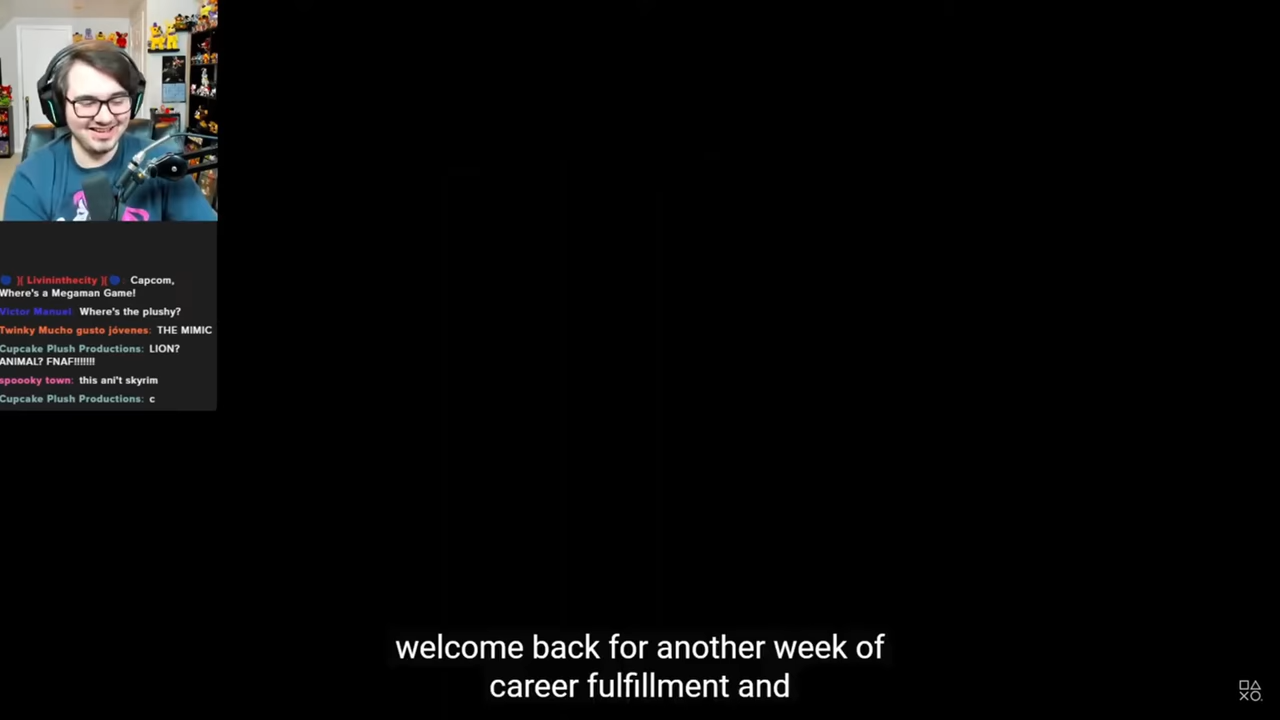 )( Livininthecity )( : Capcom,
Where's a Megaman Game!
Victor Manuel: Where's the plushy?
Twinky Mucho gusto jóvenes: THE MIMIC
Cupcake Plush Productions: LION?
ANIMAL? FNAF!!!!!!!
spoooky town: this ani't skyrim
Cupcake Plush Productions: c
welcome back for another week of
career fulfillment and